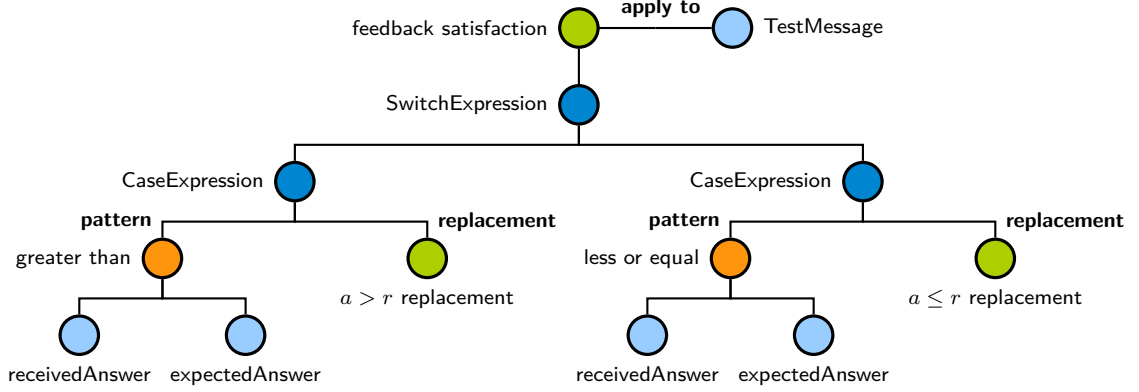 apply to
feedback satisfaction
TestMessage
SwitchExpression
CaseExpression
CaseExpression
pattern
replacement
pattern
replacement
greater than
less or equal
a > r replacement
a ≤ r replacement
receivedAnswer
expectedAnswer
receivedAnswer
expectedAnswer